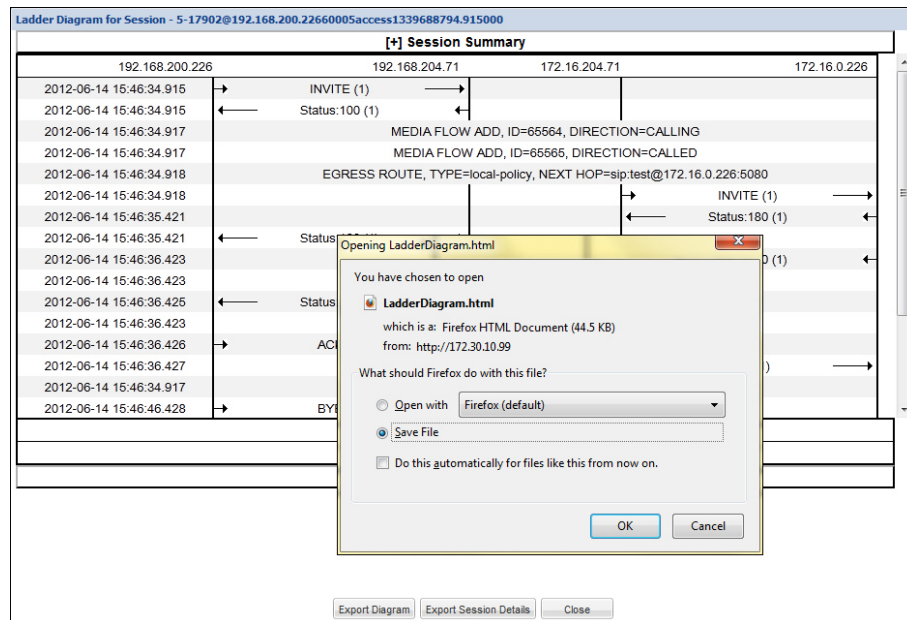 Ladder Diagram for Session - 5-17902@192.168.200.22660005access1339688794.915000
[+] Session Summary
192.168.200.226 192.168.204.71 172.16.204.71 172.16.0.226
2012-06-14 15:46:34.915 INVITE (1)
2012-06-14 15:46:34.915 Status:100 (1)
2012-06-14 15:46:34.917 MEDIA FLOW ADD, ID=65564, DIRECTION=CALLING
2012-06-14 15:46:34.917 MEDIA FLOW ADD, ID=65565, DIRECTION=CALLED
2012-06-14 15:46:34.918 EGRESS ROUTE, TYPE=local-policy, NEXT HOP=sip:test@172.16.0.226:5080
2012-06-14 15:46:34.918 INVITE (1)
2012-06-14 15:46:35.421 Status:180 (1)
2012-06-14 15:46:35.421 Status
2012-06-14 15:46:36.423 (1)
2012-06-14 15:46:36.423
2012-06-14 15:46:36.425 Status
2012-06-14 15:46:36.423
2012-06-14 15:46:36.426
2012-06-14 15:46:36.427
2012-06-14 15:46:34.917
2012-06-14 15:46:46.428
Opening LadderDiagram.html
You have chosen to open
LadderDiagram.html
which is a: Firefox HTML Document (44.5 KB)
from: http://172.30.10.99
What should Firefox do with this file?
Open with Firefox (default)
Save File
Do this automatically for files like this from now on.
OK Cancel
Export Diagram Export Session Details Close